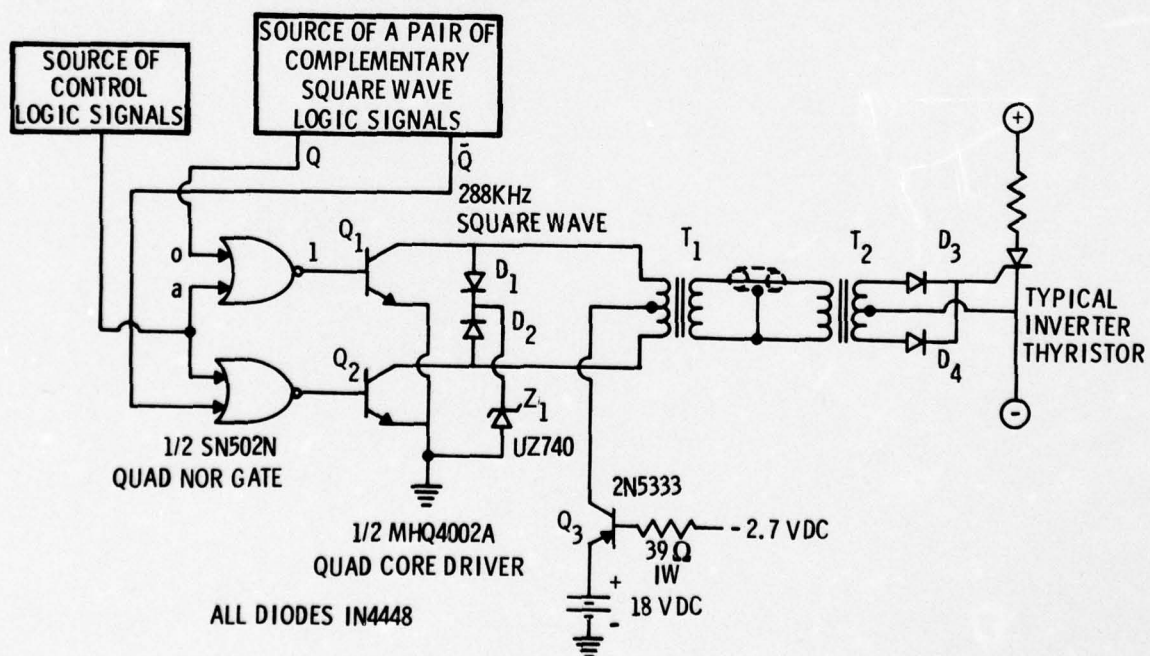 SOURCE OF
CONTROL
LOGIC SIGNALS
SOURCE OF A PAIR OF
COMPLEMENTARY
SQUARE WAVE
LOGIC SIGNALS
Q
Q̄
288KHz
SQUARE WAVE
o
a
1
Q1
Q2
D1
D2
Z1
UZ740
T1
T2
D3
D4
+
-
TYPICAL
INVERTER
THYRISTOR
1/2 SN502N
QUAD NOR GATE
1/2 MHQ4002A
QUAD CORE DRIVER
2N5333
Q3
39 Ω
1W
- 2.7 VDC
+
18 VDC
-
ALL DIODES IN4448